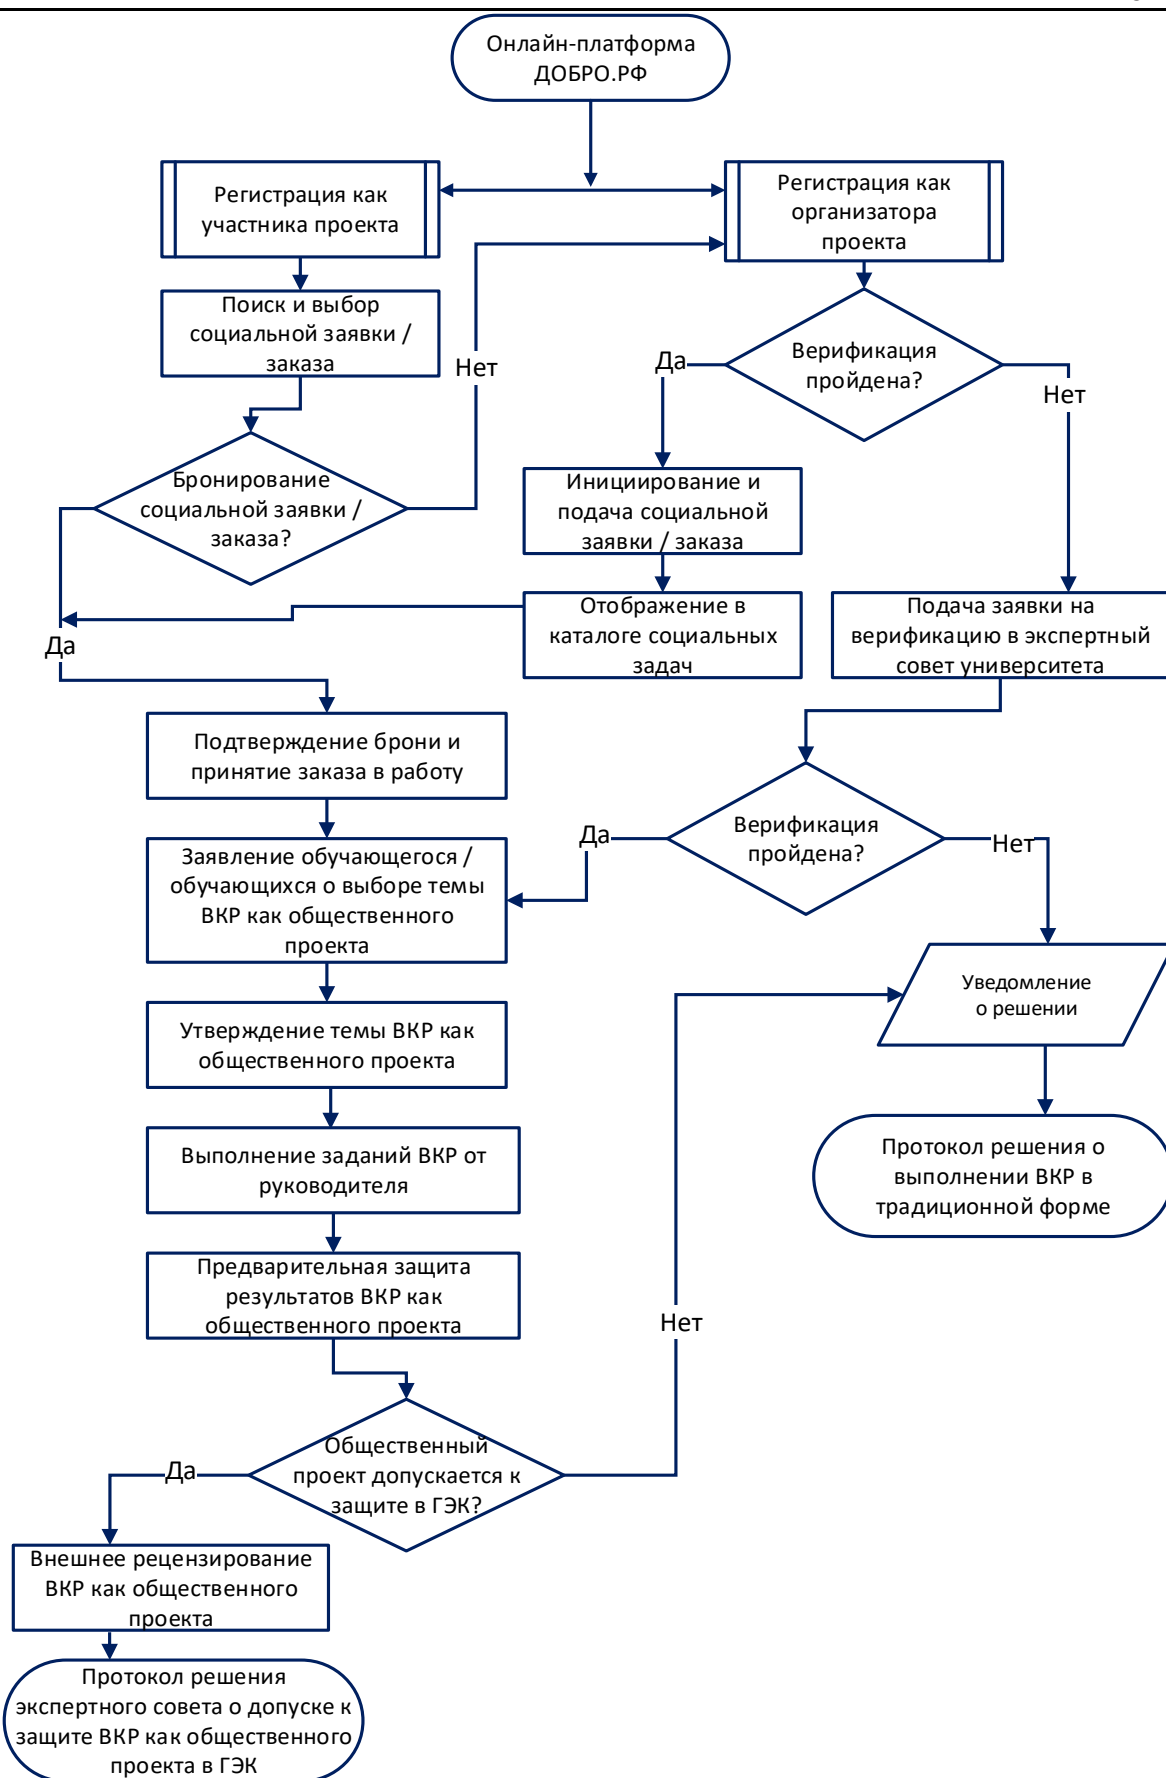 Онлайн-платформа
ДОБРО.РФ
Регистрация как
участника проекта
Регистрация как
организатора
проекта
Поиск и выбор
социальной заявки /
заказа
Нет
Верификация
пройдена?
Да
Нет
Бронирование
социальной заявки /
заказа?
Инициирование и
подача социальной
заявки / заказа
Отображение в
каталоге социальных
задач
Подача заявки на
верификацию в экспертный
совет университета
Да
Подтверждение брони и
принятие заказа в работу
Верификация
пройдена?
Да
Нет
Заявление обучающегося /
обучающихся о выборе темы
ВКР как общественного
проекта
Уведомление
о решении
Утверждение темы ВКР как
общественного проекта
Выполнение заданий ВКР от
руководителя
Протокол решения о
выполнении ВКР в
традиционной форме
Предварительная защита
результатов ВКР как
общественного проекта
Нет
Общественный
проект допускается к
защите в ГЭК?
Да
Внешнее рецензирование
ВКР как общественного
проекта
Протокол решения
экспертного совета о допуске к
защите ВКР как общественного
проекта в ГЭК